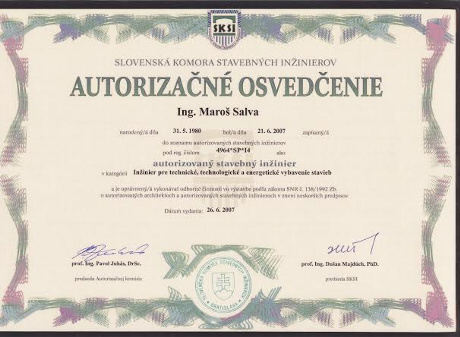 SKSI
SLOVENSKÁ KOMORA STAVEBNÝCH INŽINIEROV
AUTORIZAČNÉ OSVEDČENIE
Ing. Maroš Salva
narodený/á dňa 31. 5. 1980 bol/a dňa 21. 6. 2007 zapísaný/á
do zoznamu autorizovaných stavebných inžinierov
pod reg. číslom 4964*SP*I4 ako
autorizovaný stavebný inžinier
v kategórii Inžinier pre technické, technologické a energetické vybavenie stavieb
a je oprávnený/á vykonávať odborné činnosti vo výstavbe podľa zákona SNR č. 138/1992 Zb.
o autorizovaných architektoch a autorizovaných stavebných inžinieroch v znení neskorších predpisov
Dátum vydania: 26. 6. 2007
prof. Ing. Pavol Juhás, DrSc. prof. Ing. Dušan Majdúch, PhD.
predseda Autorizačnej komisie predseda SKSI